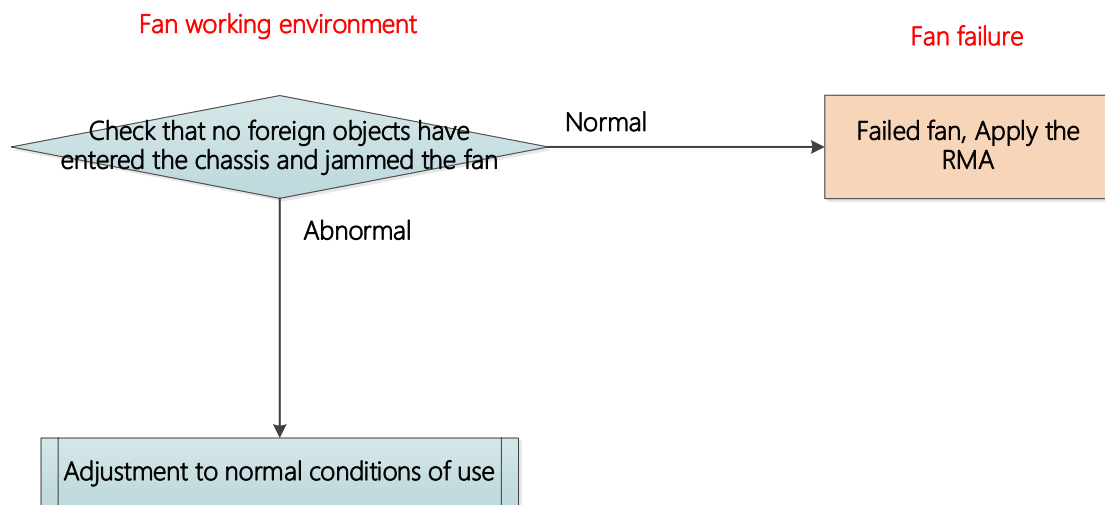 Fan working environment
Fan failure
Check that no foreign objects have
entered the chassis and jammed the fan
Normal
Failed fan, Apply the
RMA
Abnormal
Adjustment to normal conditions of use